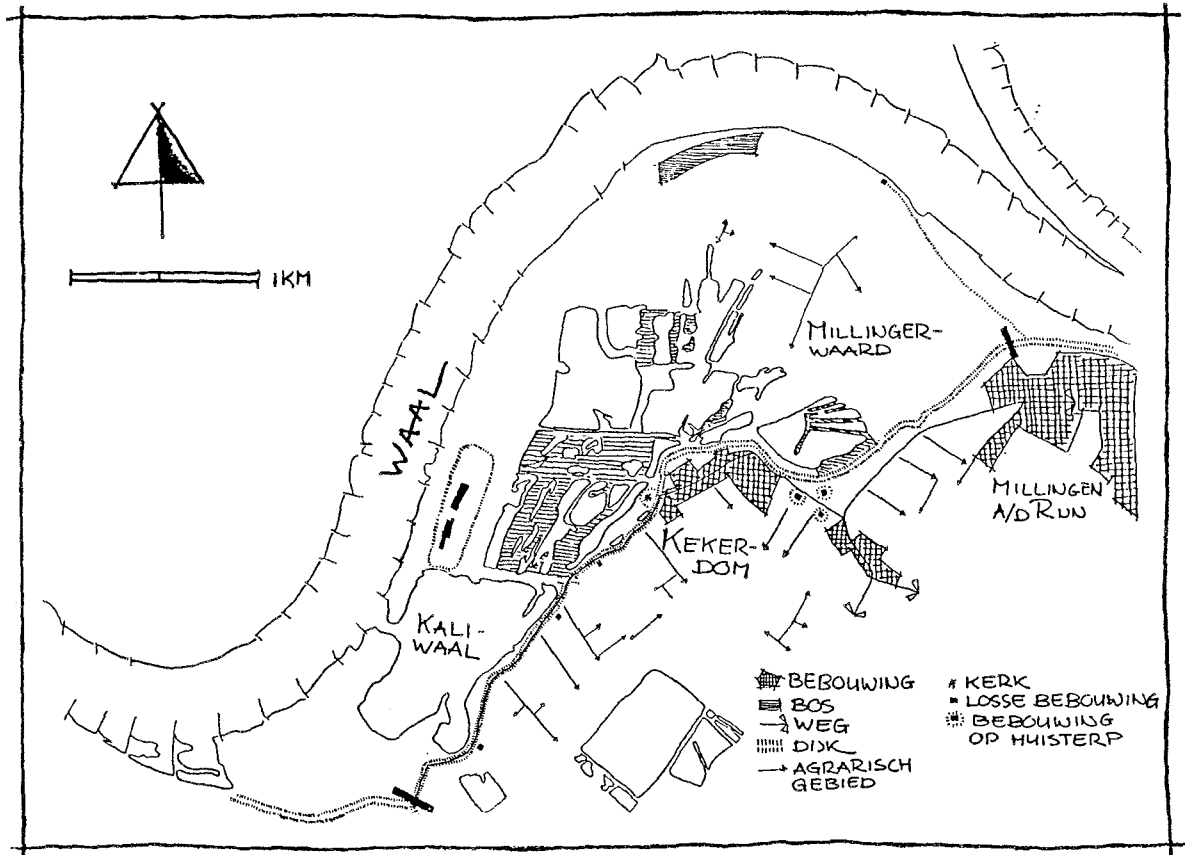 1KM
MILLINGER-
WAARD
WAAL
MILLINGEN
A/D RIJN
KEKER-
DOM
KALI-
WAAL
BEBOUWING
BOS
WEG
DIJK
AGRARISCH
GEBIED
KERK
LOSSE BEBOUWING
BEBOUWING
OP HUISTERP